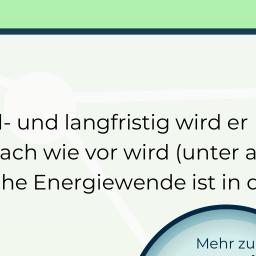 - und langfristig wird er
ach wie vor wird (unter a
he Energiewende ist in
Mehr zu